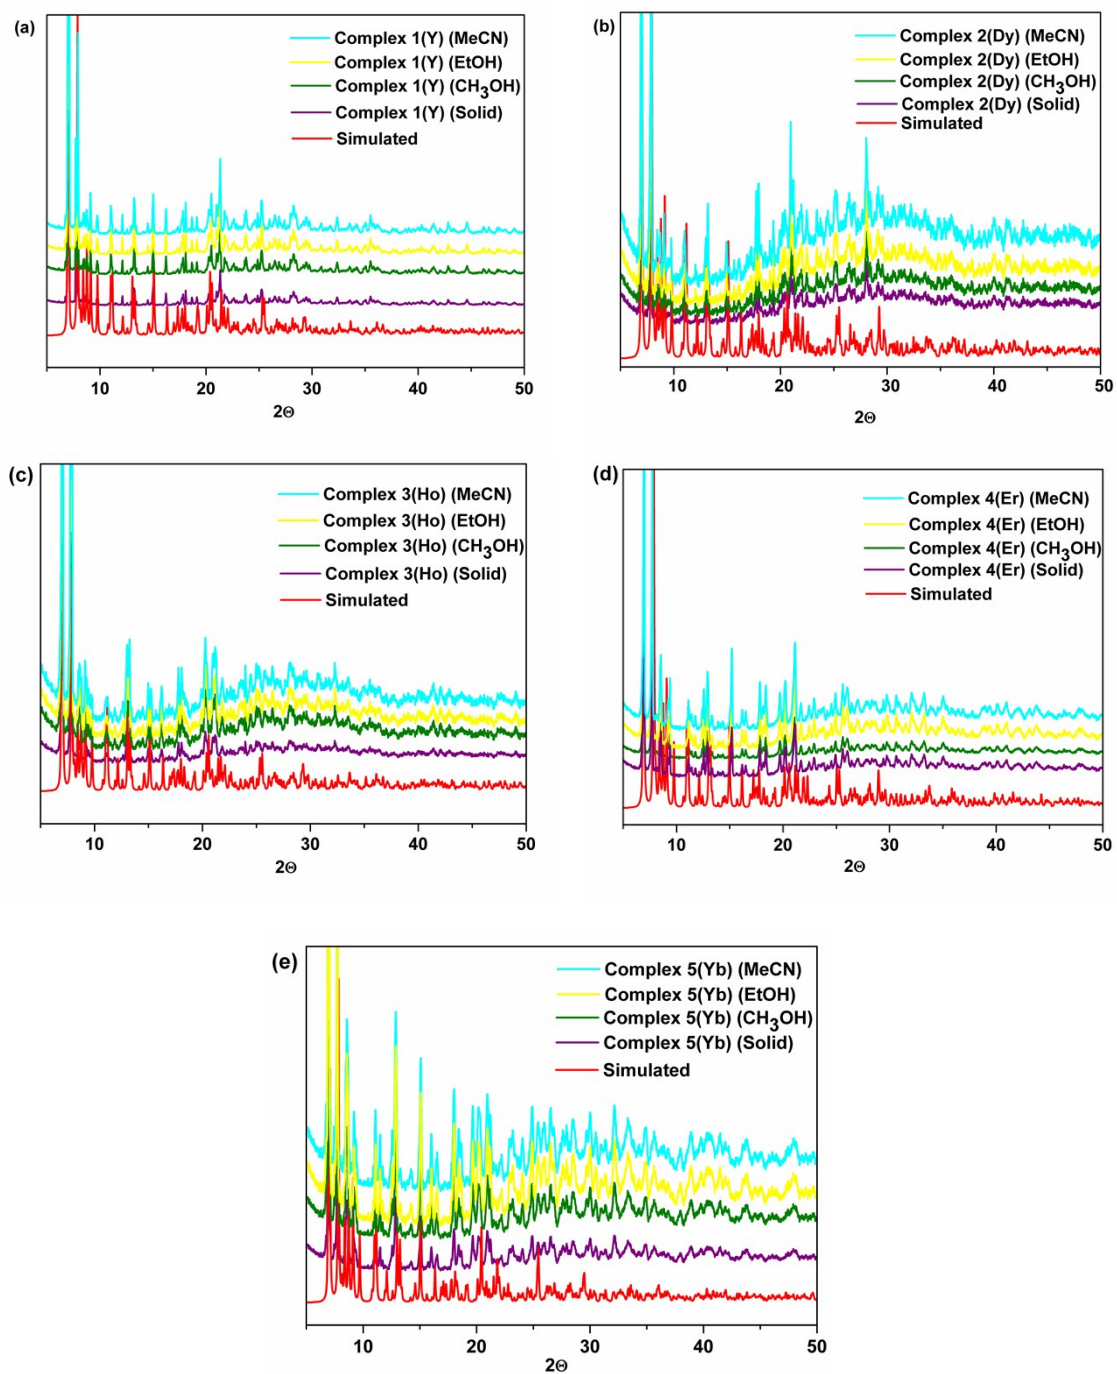 (a)
Complex 1(Y) (MeCN)
Complex 1(Y) (EtOH)
Complex 1(Y) (CH3OH)
Complex 1(Y) (Solid)
Simulated
10 20 30 40 50
2Θ
(b)
Complex 2(Dy) (MeCN)
Complex 2(Dy) (EtOH)
Complex 2(Dy) (CH3OH)
Complex 2(Dy) (Solid)
Simulated
10 20 30 40 50
2Θ
(c)
Complex 3(Ho) (MeCN)
Complex 3(Ho) (EtOH)
Complex 3(Ho) (CH3OH)
Complex 3(Ho) (Solid)
Simulated
10 20 30 40 50
2Θ
(d)
Complex 4(Er) (MeCN)
Complex 4(Er) (EtOH)
Complex 4(Er) (CH3OH)
Complex 4(Er) (Solid)
Simulated
10 20 30 40 50
2Θ
(e)
Complex 5(Yb) (MeCN)
Complex 5(Yb) (EtOH)
Complex 5(Yb) (CH3OH)
Complex 5(Yb) (Solid)
Simulated
10 20 30 40 50
2Θ